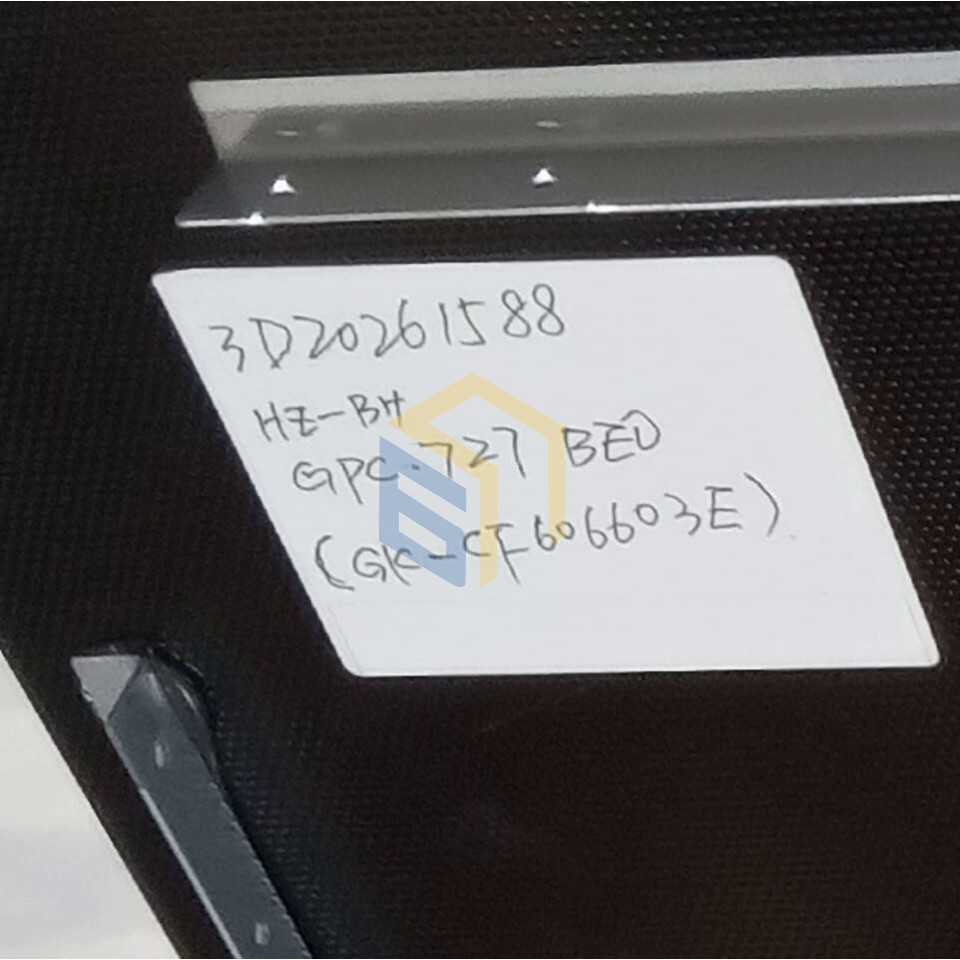 3D20261588
HZ-BH
GPC-727 BED
(GK-CF606603E)